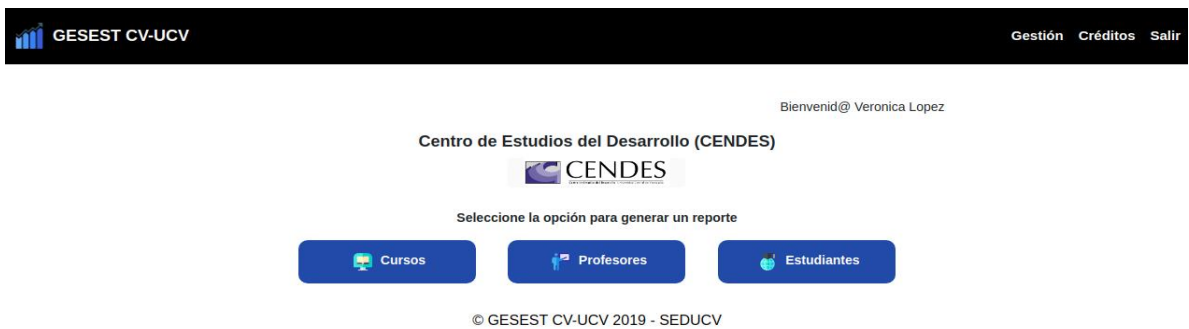 GESEST CV-UCV
Gestión Créditos Salir
Bienvenid@ Veronica Lopez
Centro de Estudios del Desarrollo (CENDES)
CENDES
Seleccione la opción para generar un reporte
Cursos
Profesores
Estudiantes
© GESEST CV-UCV 2019 - SEDUCV